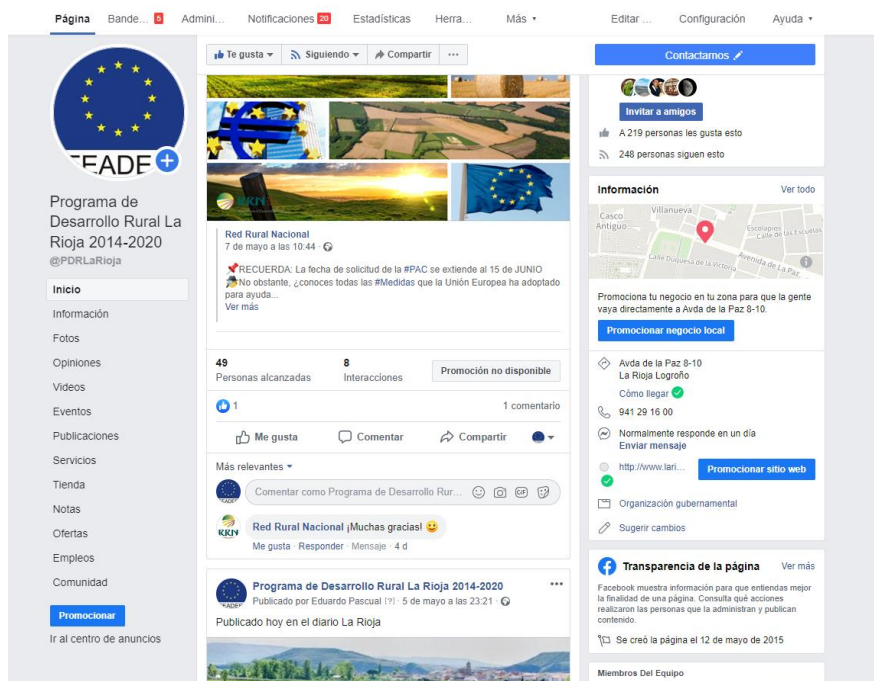 Página
Bande... 5
Admini...
Notificaciones 20
Estadísticas
Herra...
Más
Editar ...
Configuración
Ayuda
FEADE
Programa de
Desarrollo Rural La
Rioja 2014-2020
@PDRLaRioja
Inicio
Información
Fotos
Opiniones
Videos
Eventos
Publicaciones
Servicios
Tienda
Notas
Ofertas
Empleos
Comunidad
Promocionar
Ir al centro de anuncios
Te gusta
Siguiendo
Compartir
...
RRN
Red Rural Nacional
7 de mayo a las 10:44 ·
RECUERDA: La fecha de solicitud de la #PAC se extiende al 15 de JUNIO
No obstante, ¿conoces todas las #Medidas que la Unión Europea ha adoptado
para ayuda...
Ver más
49
Personas alcanzadas
8
Interacciones
Promoción no disponible
1
1 comentario
Me gusta
Comentar
Compartir
Más relevantes
FEADER
Comentar como Programa de Desarrollo Rur...
GIF
RRN
Red Rural Nacional ¡Muchas gracias!
Me gusta · Responder · Mensaje · 4 d
FEADER
Programa de Desarrollo Rural La Rioja 2014-2020
Publicado por Eduardo Pascual [?] · 5 de mayo a las 23:21 ·
Publicado hoy en el diario La Rioja
Contactarnos
Invitar a amigos
A 219 personas les gusta esto
248 personas siguen esto
Información
Ver todo
Casco
Antiguo
Villanueva
Escolapios
Calle de las Escuelas
Calle Duquesa de la Victoria
Avenida de La Paz
Promociona tu negocio en tu zona para que la gente
vaya directamente a Avda de la Paz 8-10.
Promocionar negocio local
Avda de la Paz 8-10
La Rioja Logroño
Cómo llegar
941 29 16 00
Normalmente responde en un día
Enviar mensaje
http://www.lari...
Promocionar sitio web
Organización gubernamental
Sugerir cambios
Transparencia de la página
Ver más
Facebook muestra información para que entiendas mejor
la finalidad de una página. Consulta qué acciones
realizaron las personas que la administran y publican
contenido.
Se creó la página el 12 de mayo de 2015
Miembros Del Equipo